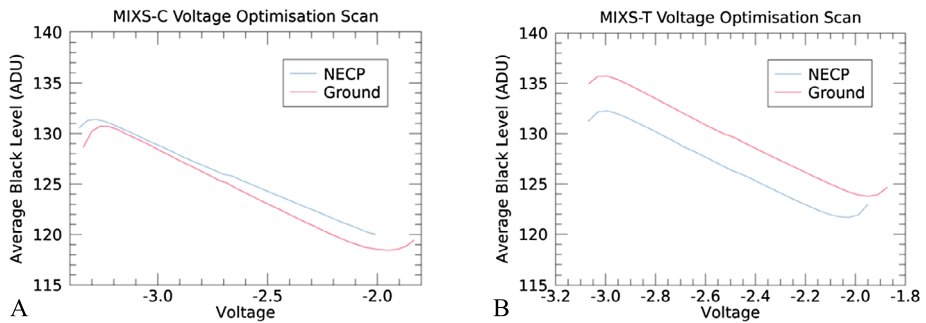 MIXS-C Voltage Optimisation Scan
140
135
130
125
120
115
Average Black Level (ADU)
NECP
Ground
-3.0
-2.5
-2.0
Voltage
A
MIXS-T Voltage Optimisation Scan
140
135
130
125
120
115
Average Black Level (ADU)
NECP
Ground
-3.2
-3.0
-2.8
-2.6
-2.4
-2.2
-2.0
-1.8
Voltage
B